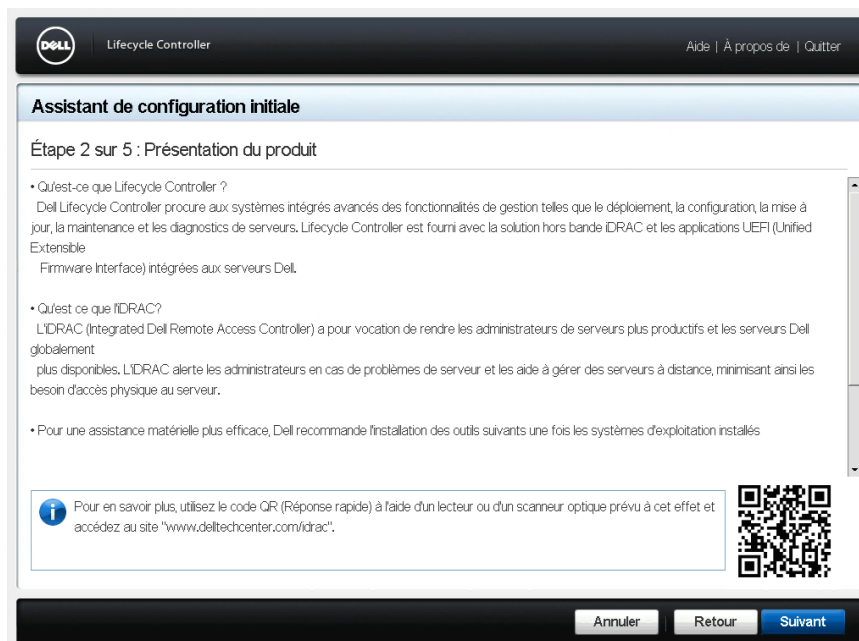 DELL
Lifecycle Controller
Aide | À propos de | Quitter
Assistant de configuration initiale
Étape 2 sur 5 : Présentation du produit
• Qu'est-ce que Lifecycle Controller ?
Dell Lifecycle Controller procure aux systèmes intégrés avancés des fonctionnalités de gestion telles que le déploiement, la configuration, la mise à
jour, la maintenance et les diagnostics de serveurs. Lifecycle Controller est fourni avec la solution hors bande iDRAC et les applications UEFI (Unified
Extensible
Firmware Interface) intégrées aux serveurs Dell.
• Qu'est ce que l'iDRAC?
L'iDRAC (Integrated Dell Remote Access Controller) a pour vocation de rendre les administrateurs de serveurs plus productifs et les serveurs Dell
globalement
plus disponibles. L'iDRAC alerte les administrateurs en cas de problèmes de serveur et les aide à gérer des serveurs à distance, minimisant ainsi les
besoin d'accès physique au serveur.
• Pour une assistance matérielle plus efficace, Dell recommande l'installation des outils suivants une fois les systèmes d'exploitation installés
Pour en savoir plus, utilisez le code QR (Réponse rapide) à l'aide d'un lecteur ou d'un scanneur optique prévu à cet effet et
accédez au site "www.delltechcenter.com/idrac".
Annuler
Retour
Suivant